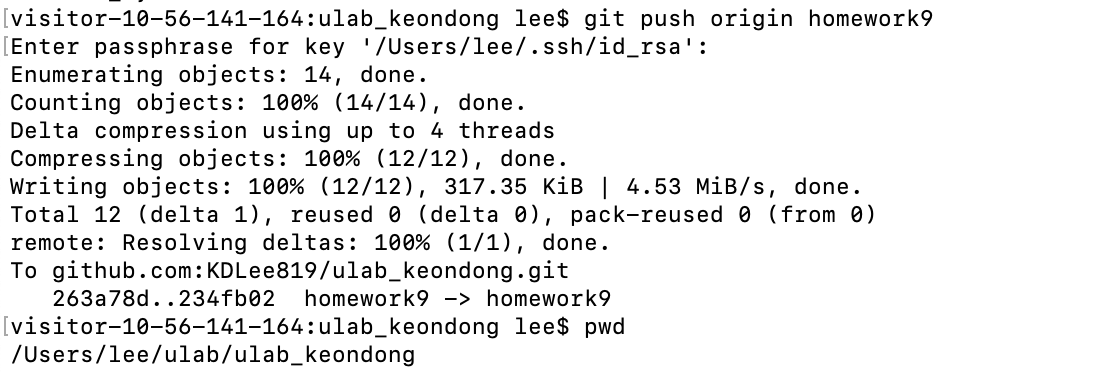 [visitor-10-56-141-164:ulab_keondong lee$ git push origin homework9
[Enter passphrase for key '/Users/lee/.ssh/id_rsa':
Enumerating objects: 14, done.
Counting objects: 100% (14/14), done.
Delta compression using up to 4 threads
Compressing objects: 100% (12/12), done.
Writing objects: 100% (12/12), 317.35 KiB | 4.53 MiB/s, done.
Total 12 (delta 1), reused 0 (delta 0), pack-reused 0 (from 0)
remote: Resolving deltas: 100% (1/1), done.
To github.com:KDLee819/ulab_keondong.git
   263a78d..234fb02  homework9 -> homework9
[visitor-10-56-141-164:ulab_keondong lee$ pwd
/Users/lee/ulab/ulab_keondong